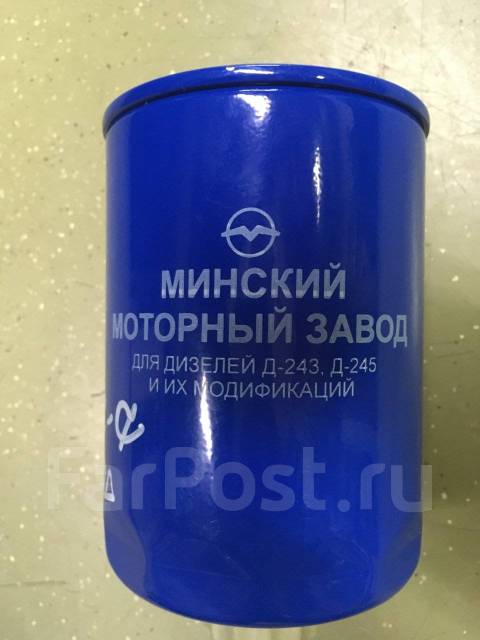 МИНСКИЙ
МОТОРНЫЙ ЗАВОД
ДЛЯ ДИЗЕЛЕЙ Д-243, Д-245
И ИХ МОДИФИКАЦИЙ
FarPost.ru